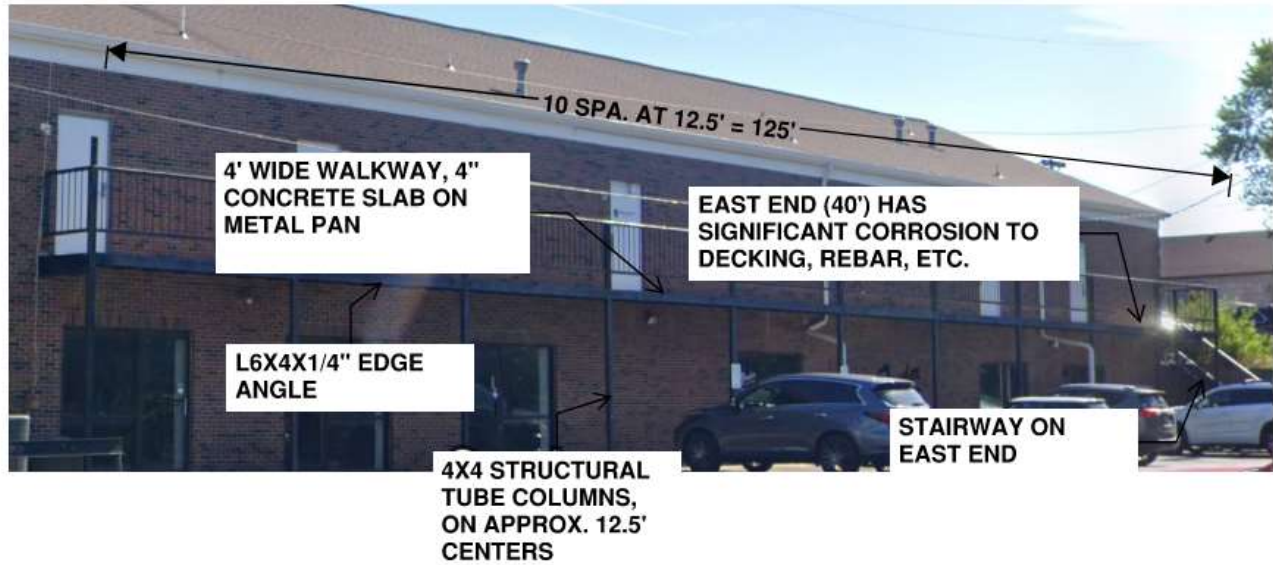 10 SPA. AT 12.5' = 125'
4' WIDE WALKWAY, 4"
CONCRETE SLAB ON
METAL PAN
EAST END (40') HAS
SIGNIFICANT CORROSION TO
DECKING, REBAR, ETC.
L6X4X1/4" EDGE
ANGLE
STAIRWAY ON
EAST END
4X4 STRUCTURAL
TUBE COLUMNS,
ON APPROX. 12.5'
CENTERS